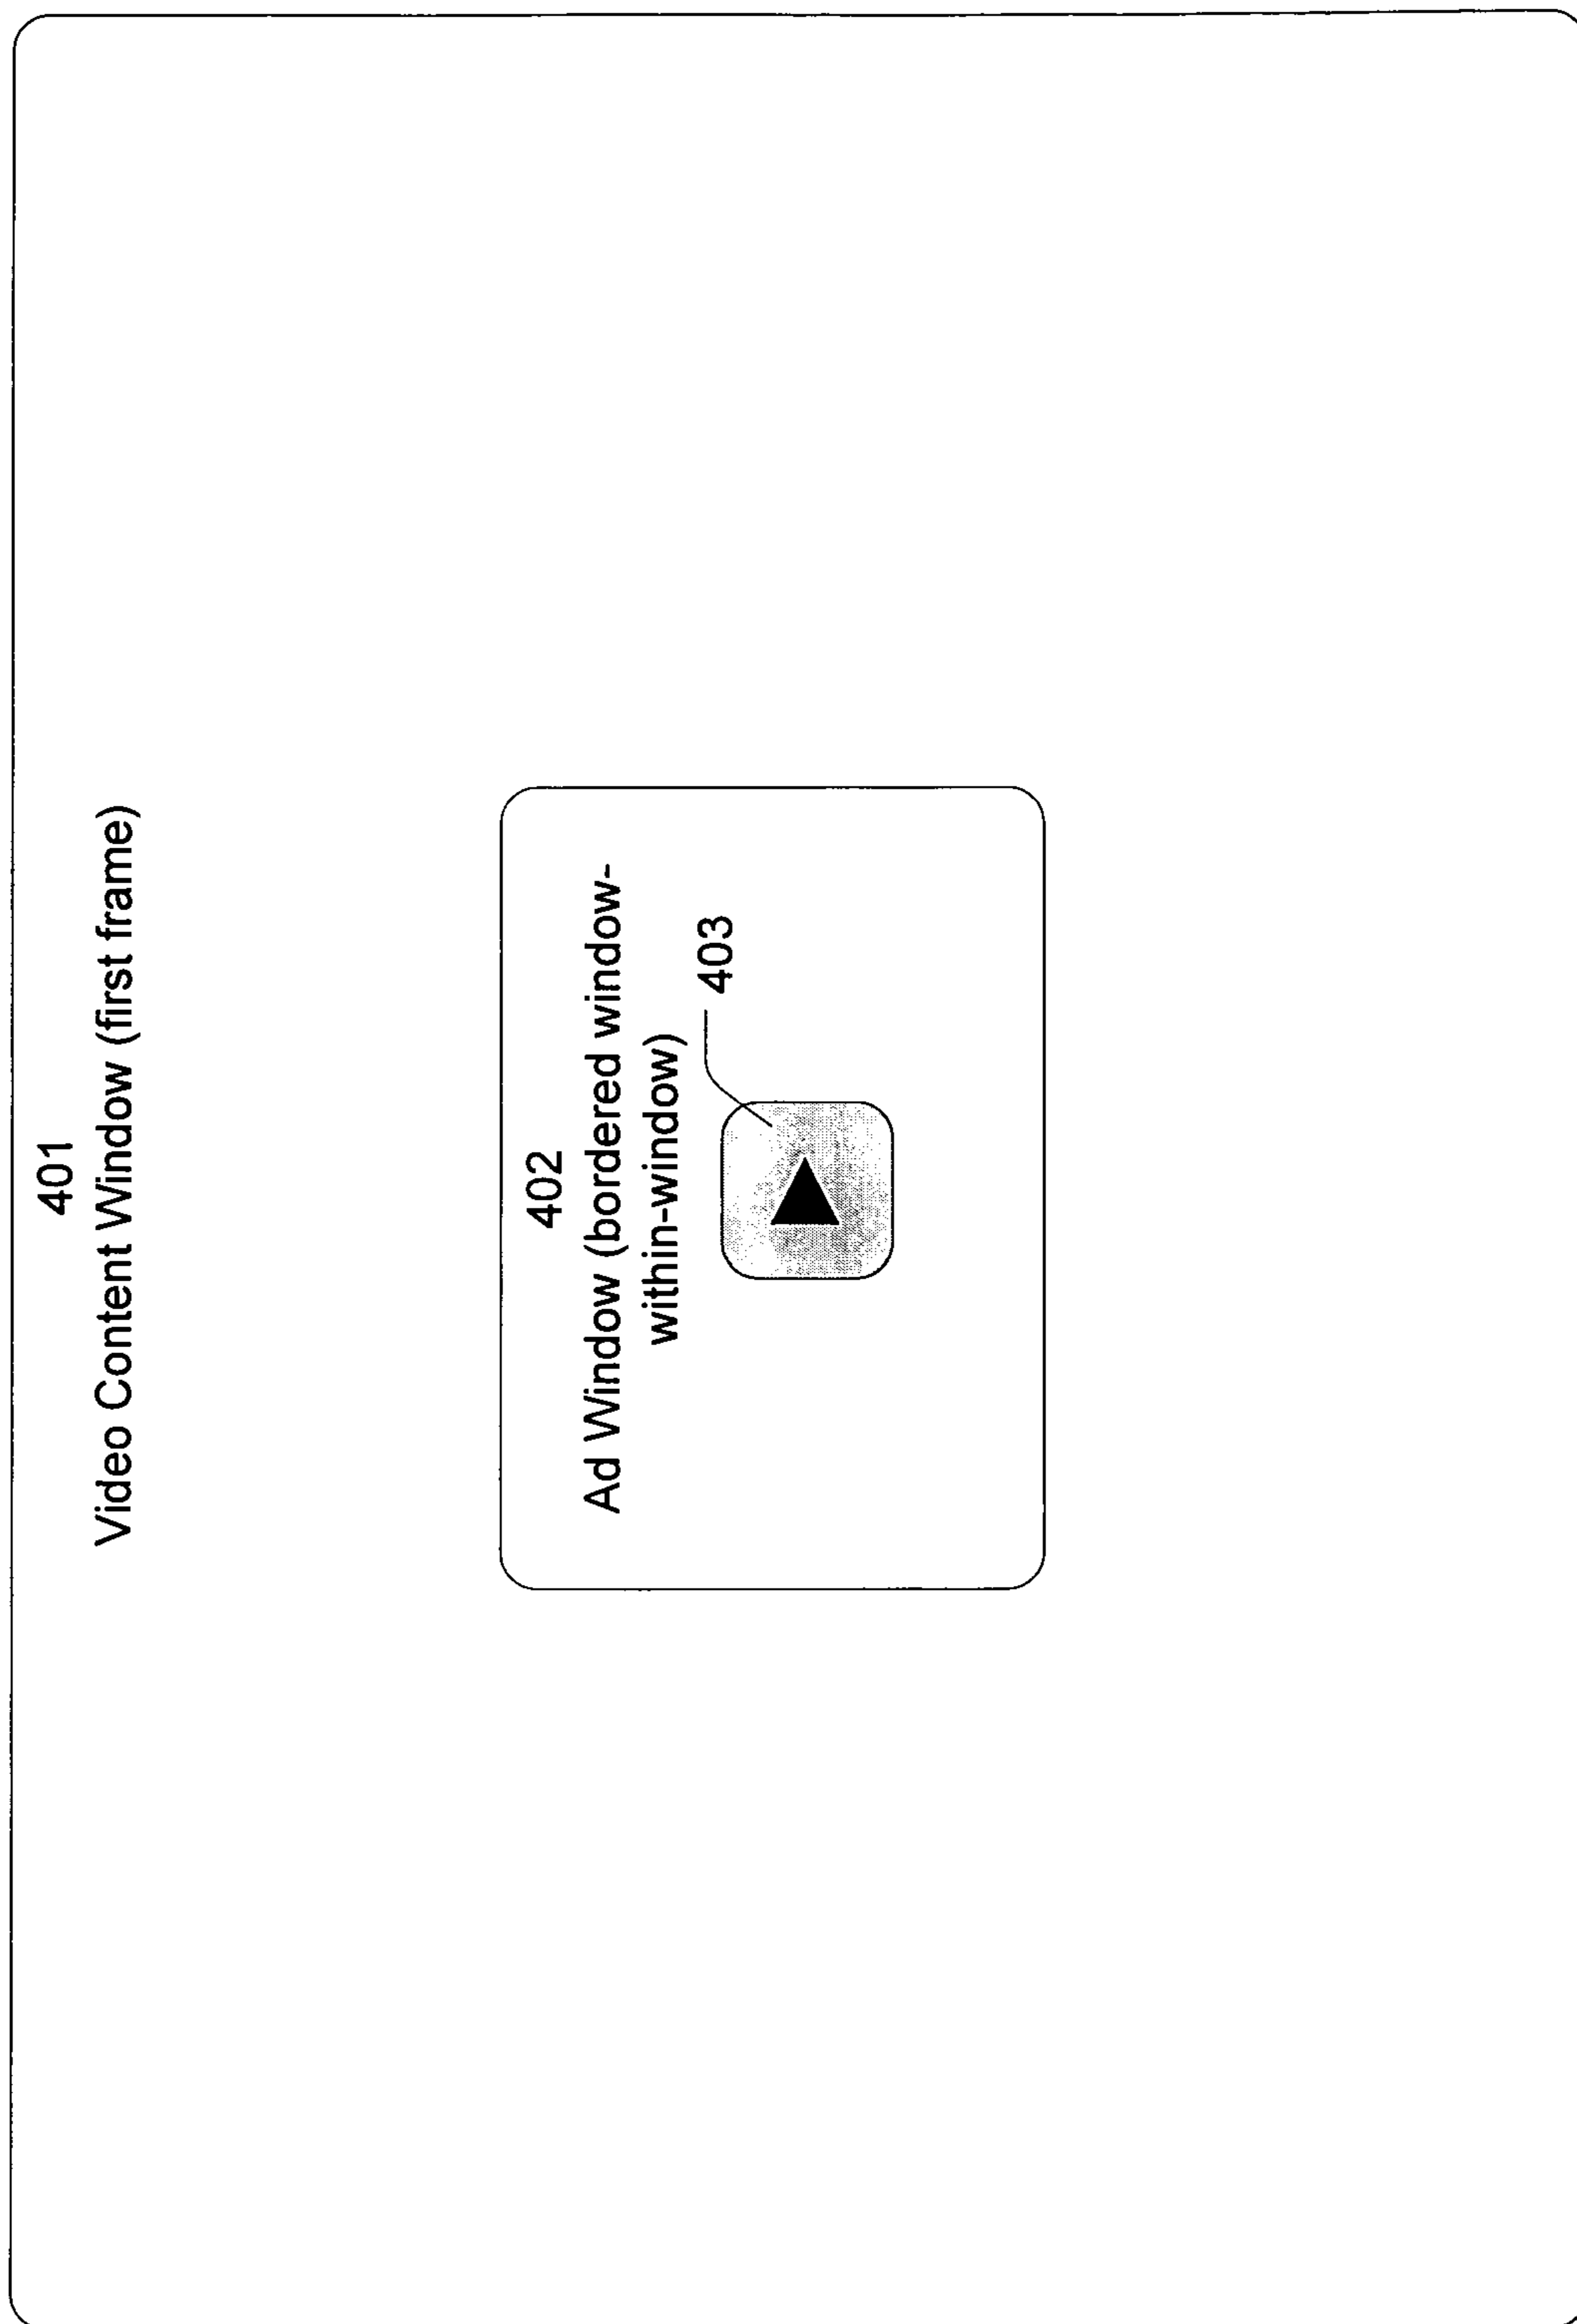 401
Video Content Window (first frame)
402
Ad Window (bordered window-
within-window)
403